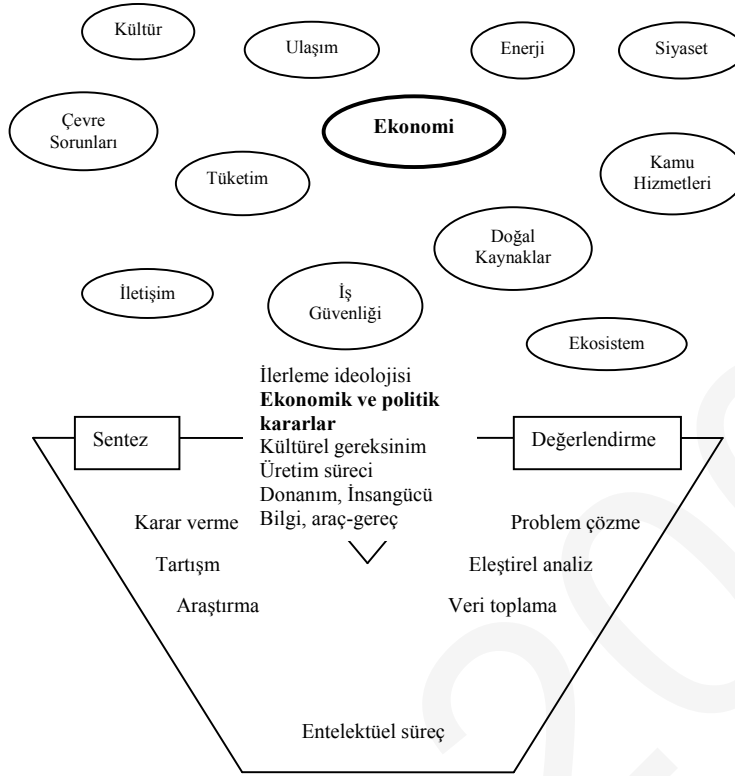 Kültür
Ulaşım
Enerji
Siyaset
Çevre
Sorunları
Ekonomi
Tüketim
Kamu
Hizmetleri
Doğal
Kaynaklar
İletişim
İş
Güvenliği
Ekosistem
İlerleme ideolojisi
Ekonomik ve politik
kararlar
Kültürel gereksinim
Üretim süreci
Donanım, İnsangücü
Bilgi, araç-gereç
Sentez
Değerlendirme
Karar verme
Problem çözme
Tartışm
Eleştirel analiz
Araştırma
Veri toplama
Entelektüel süreç